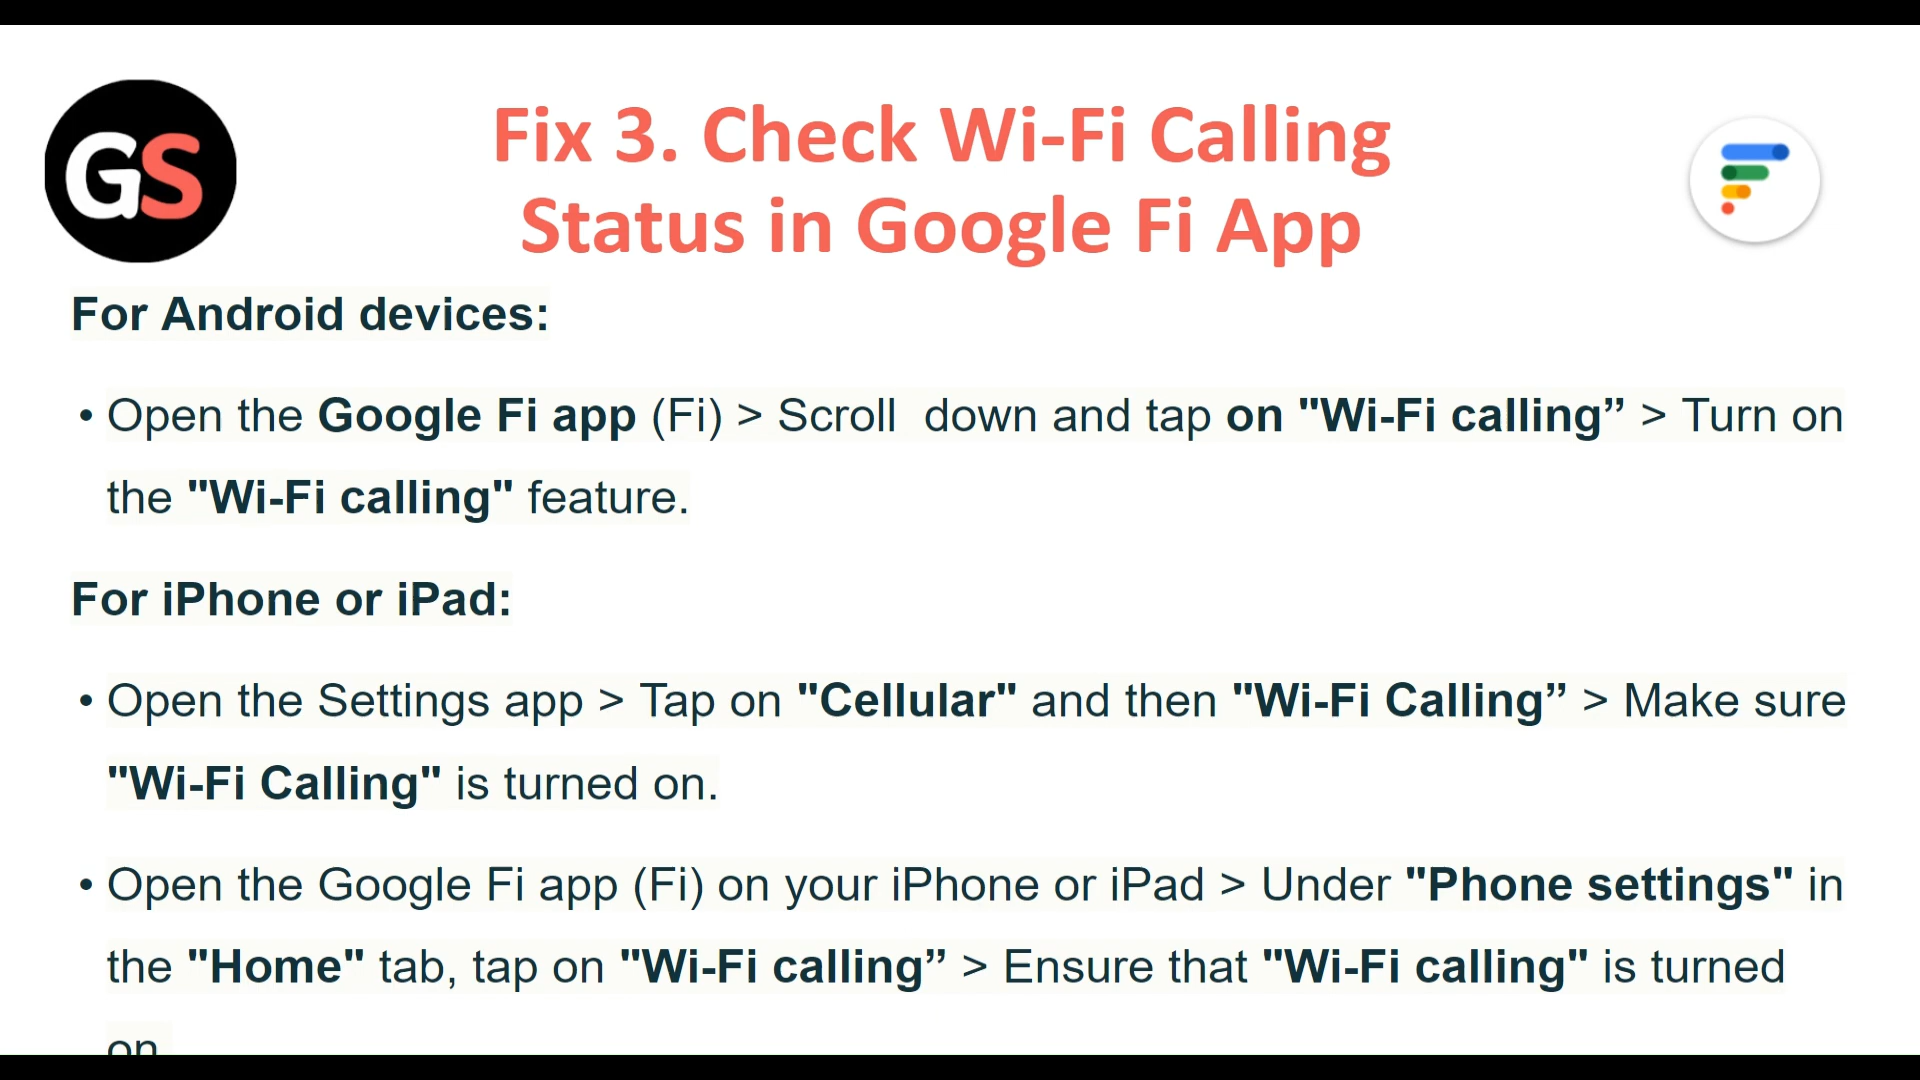 GS
Fix 3. Check Wi-Fi Calling
Status in Google Fi App
For Android devices:
• Open the Google Fi app (Fi) > Scroll  down and tap on "Wi-Fi calling” > Turn on
the "Wi-Fi calling" feature.
For iPhone or iPad:
• Open the Settings app > Tap on "Cellular" and then "Wi-Fi Calling” > Make sure
"Wi-Fi Calling" is turned on.
• Open the Google Fi app (Fi) on your iPhone or iPad > Under "Phone settings" in
the "Home" tab, tap on "Wi-Fi calling” > Ensure that "Wi-Fi calling" is turned
on.